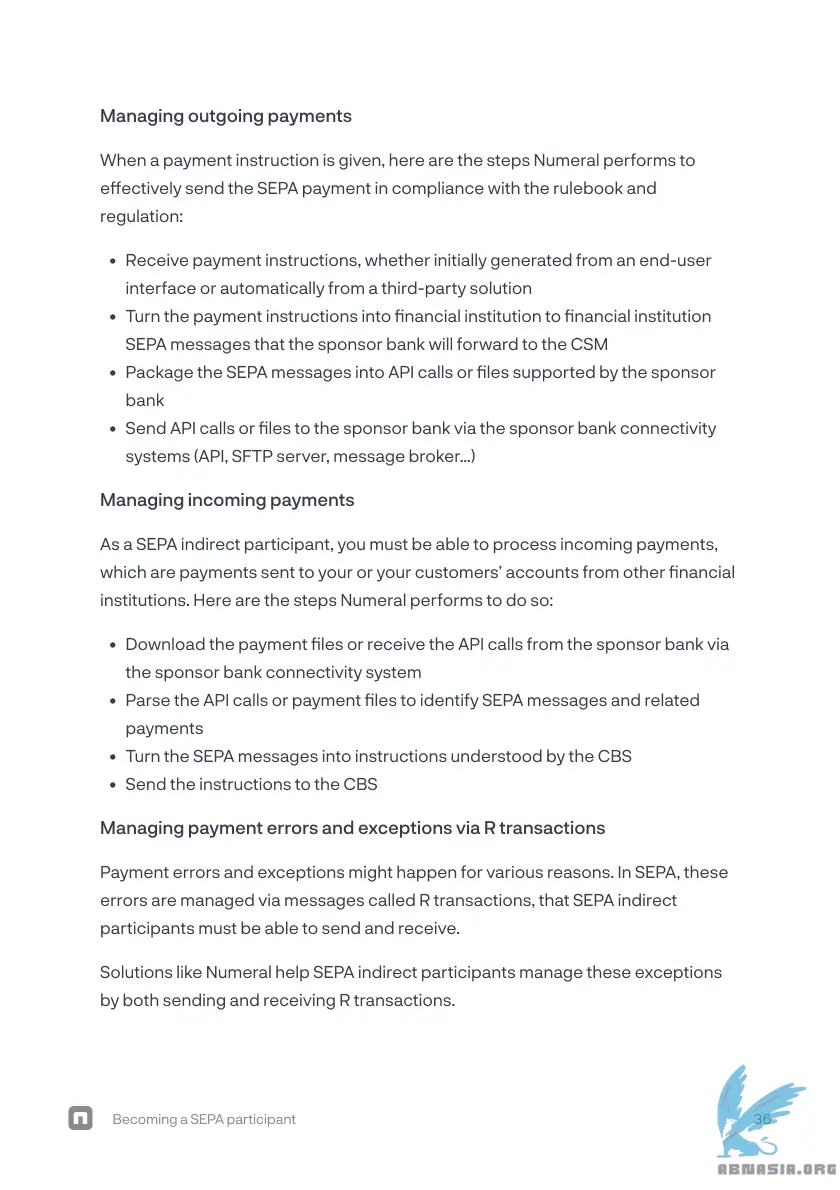 Managing outgoing payments
When a payment instruction is given, here are the steps Numeral performs to
effectively send the SEPA payment in compliance with the rulebook and
regulation:
• Receive payment instructions, whether initially generated from an end-user
interface or automatically from a third-party solution
• Turn the payment instructions into financial institution to financial institution
SEPA messages that the sponsor bank will forward to the CSM
• Package the SEPA messages into API calls or files supported by the sponsor
bank
• Send API calls or files to the sponsor bank via the sponsor bank connectivity
systems (API, SFTP server, message broker...)
Managing incoming payments
As a SEPA indirect participant, you must be able to process incoming payments,
which are payments sent to your or your customers’ accounts from other financial
institutions. Here are the steps Numeral performs to do so:
• Download the payment files or receive the API calls from the sponsor bank via
the sponsor bank connectivity system
• Parse the API calls or payment files to identify SEPA messages and related
payments
• Turn the SEPA messages into instructions understood by the CBS
• Send the instructions to the CBS
Managing payment errors and exceptions via R transactions
Payment errors and exceptions might happen for various reasons. In SEPA, these
errors are managed via messages called R transactions, that SEPA indirect
participants must be able to send and receive.
Solutions like Numeral help SEPA indirect participants manage these exceptions
by both sending and receiving R transactions.
n Becoming a SEPA participant 36
ABNASIA.ORG